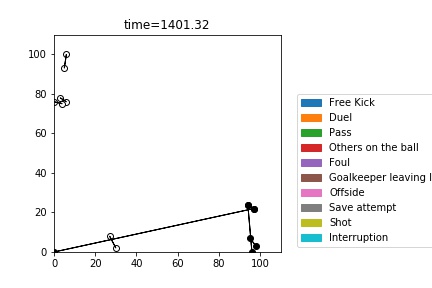 time=1401.32
100
80
60
40
20
0
0 20 40 60 80 100
Free Kick
Duel
Pass
Others on the ball
Foul
Goalkeeper leaving
Offside
Save attempt
Shot
Interruption